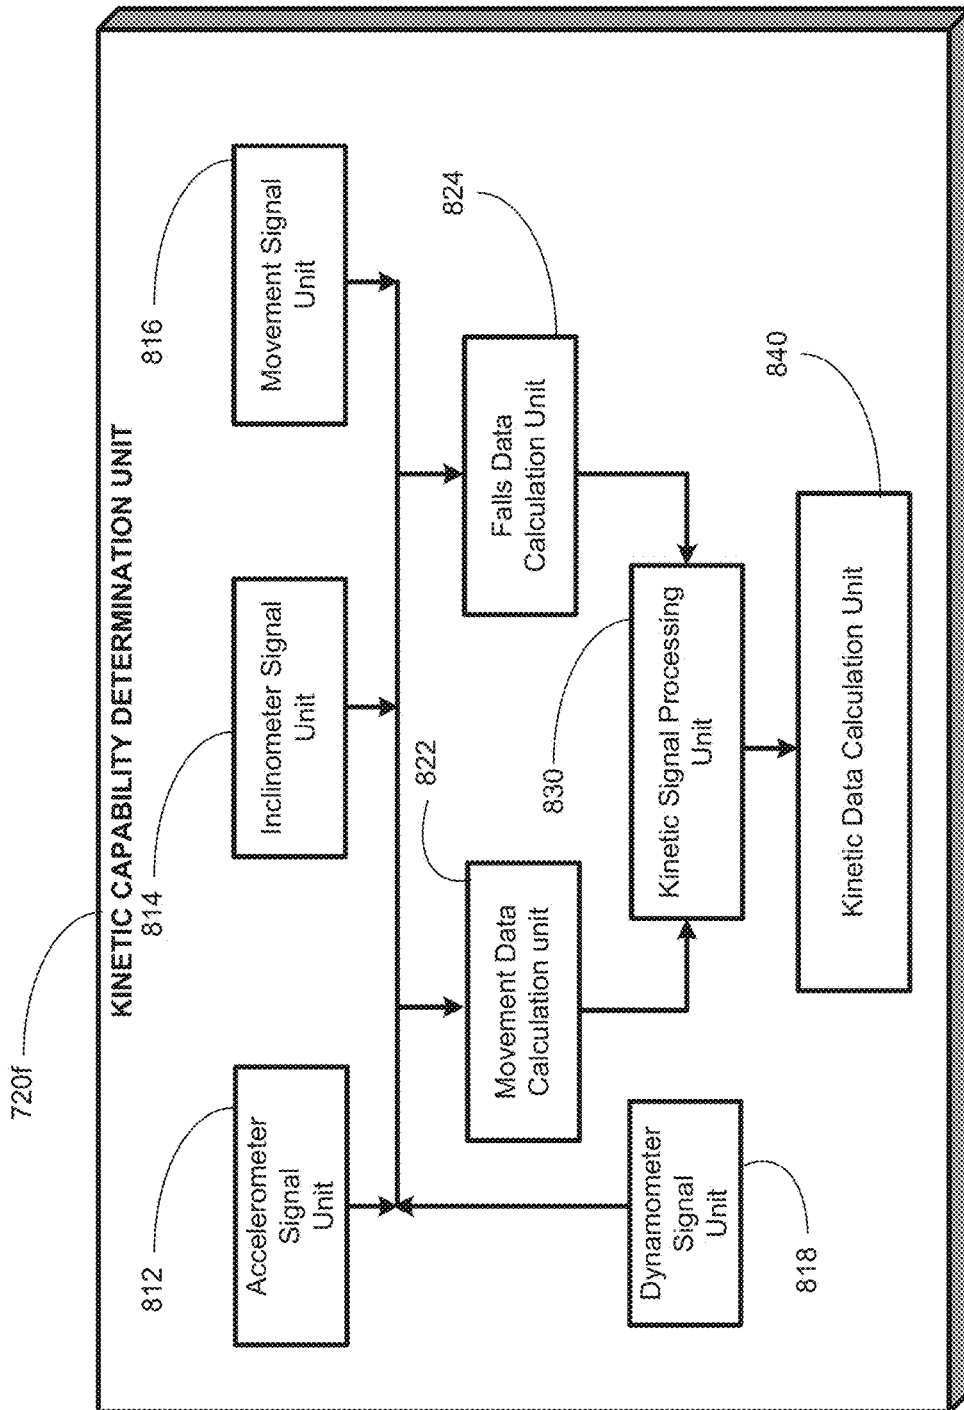 720f
KINETIC CAPABILITY DETERMINATION UNIT
812
814
816
Accelerometer
Signal
Unit
Inclinometer Signal
Unit
Movement Signal
Unit
822
824
Movement Data
Calculation unit
Falls Data
Calculation Unit
830
Dynamometer
Signal
Unit
Kinetic Signal Processing
Unit
818
840
Kinetic Data Calculation Unit